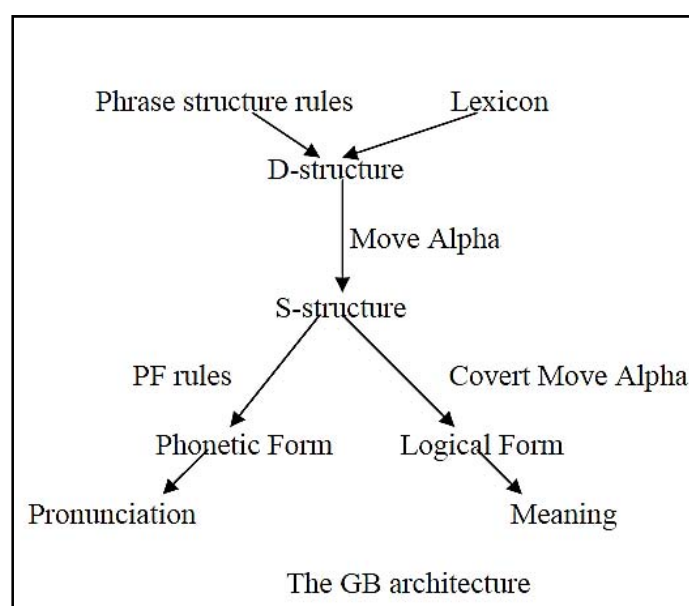 Phrase structure rules Lexicon
D-structure
Move Alpha
S-structure
PF rules Covert Move Alpha
Phonetic Form Logical Form
Pronunciation Meaning
The GB architecture